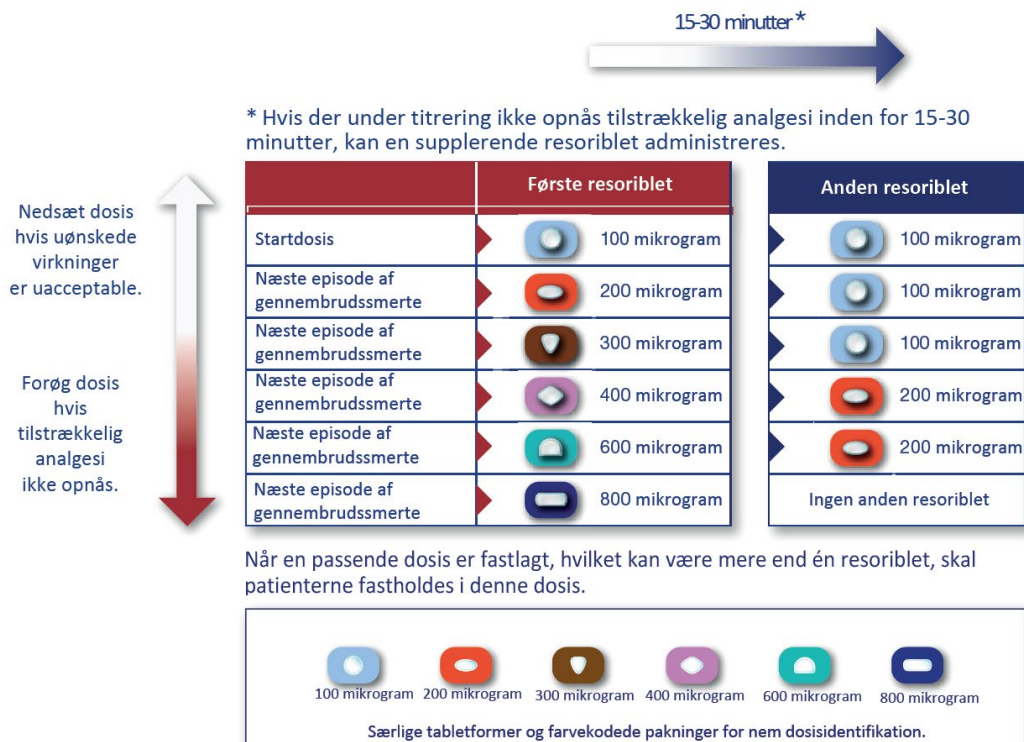 15-30 minutter *
* Hvis der under titrering ikke opnås tilstrækkelig analgesi inden for 15-30
minutter, kan en supplerende resoriblet administreres.
Nedsæt dosis
hvis uønskede
virkninger
er uacceptable.
Forøg dosis
hvis
tilstrækkelig
analgesi
ikke opnås.
Første resoriblet
Anden resoriblet
Startdosis
100 mikrogram
100 mikrogram
Næste episode af
gennembrudssmerte
200 mikrogram
100 mikrogram
Næste episode af
gennembrudssmerte
300 mikrogram
100 mikrogram
Næste episode af
gennembrudssmerte
400 mikrogram
200 mikrogram
Næste episode af
gennembrudssmerte
600 mikrogram
200 mikrogram
Næste episode af
gennembrudssmerte
800 mikrogram
Ingen anden resoriblet
Når en passende dosis er fastlagt, hvilket kan være mere end én resoriblet, skal
patienterne fastholdes i denne dosis.
100 mikrogram
200 mikrogram
300 mikrogram
400 mikrogram
600 mikrogram
800 mikrogram
Særlige tabletformer og farvekodede pakninger for nem dosisidentifikation.